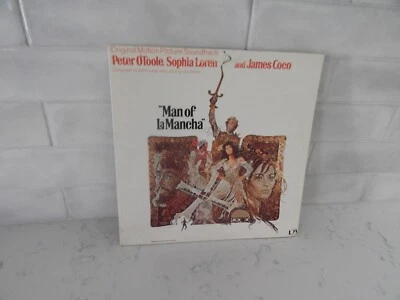 Original Motion Picture Soundtrack
Peter O'Toole, Sophia Loren and James Coco
"Man of
La Mancha"
UA